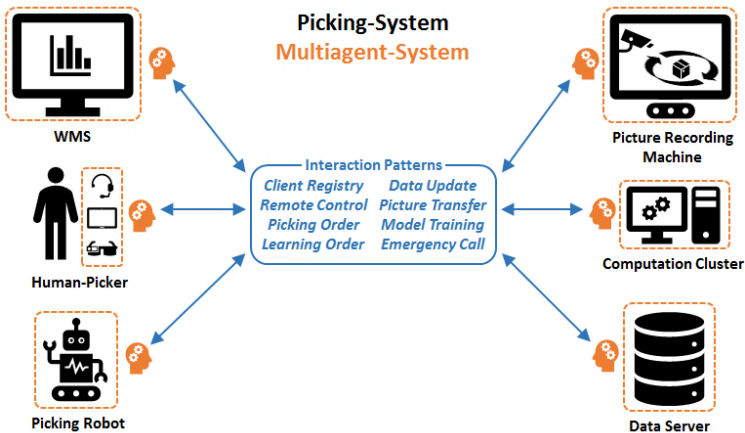 Picking-System
Multiagent-System
WMS
Picture Recording
Machine
Interaction Patterns
Client Registry Data Update
Remote Control Picture Transfer
Picking Order Model Training
Learning Order Emergency Call
Human-Picker
Computation Cluster
Picking Robot
Data Server